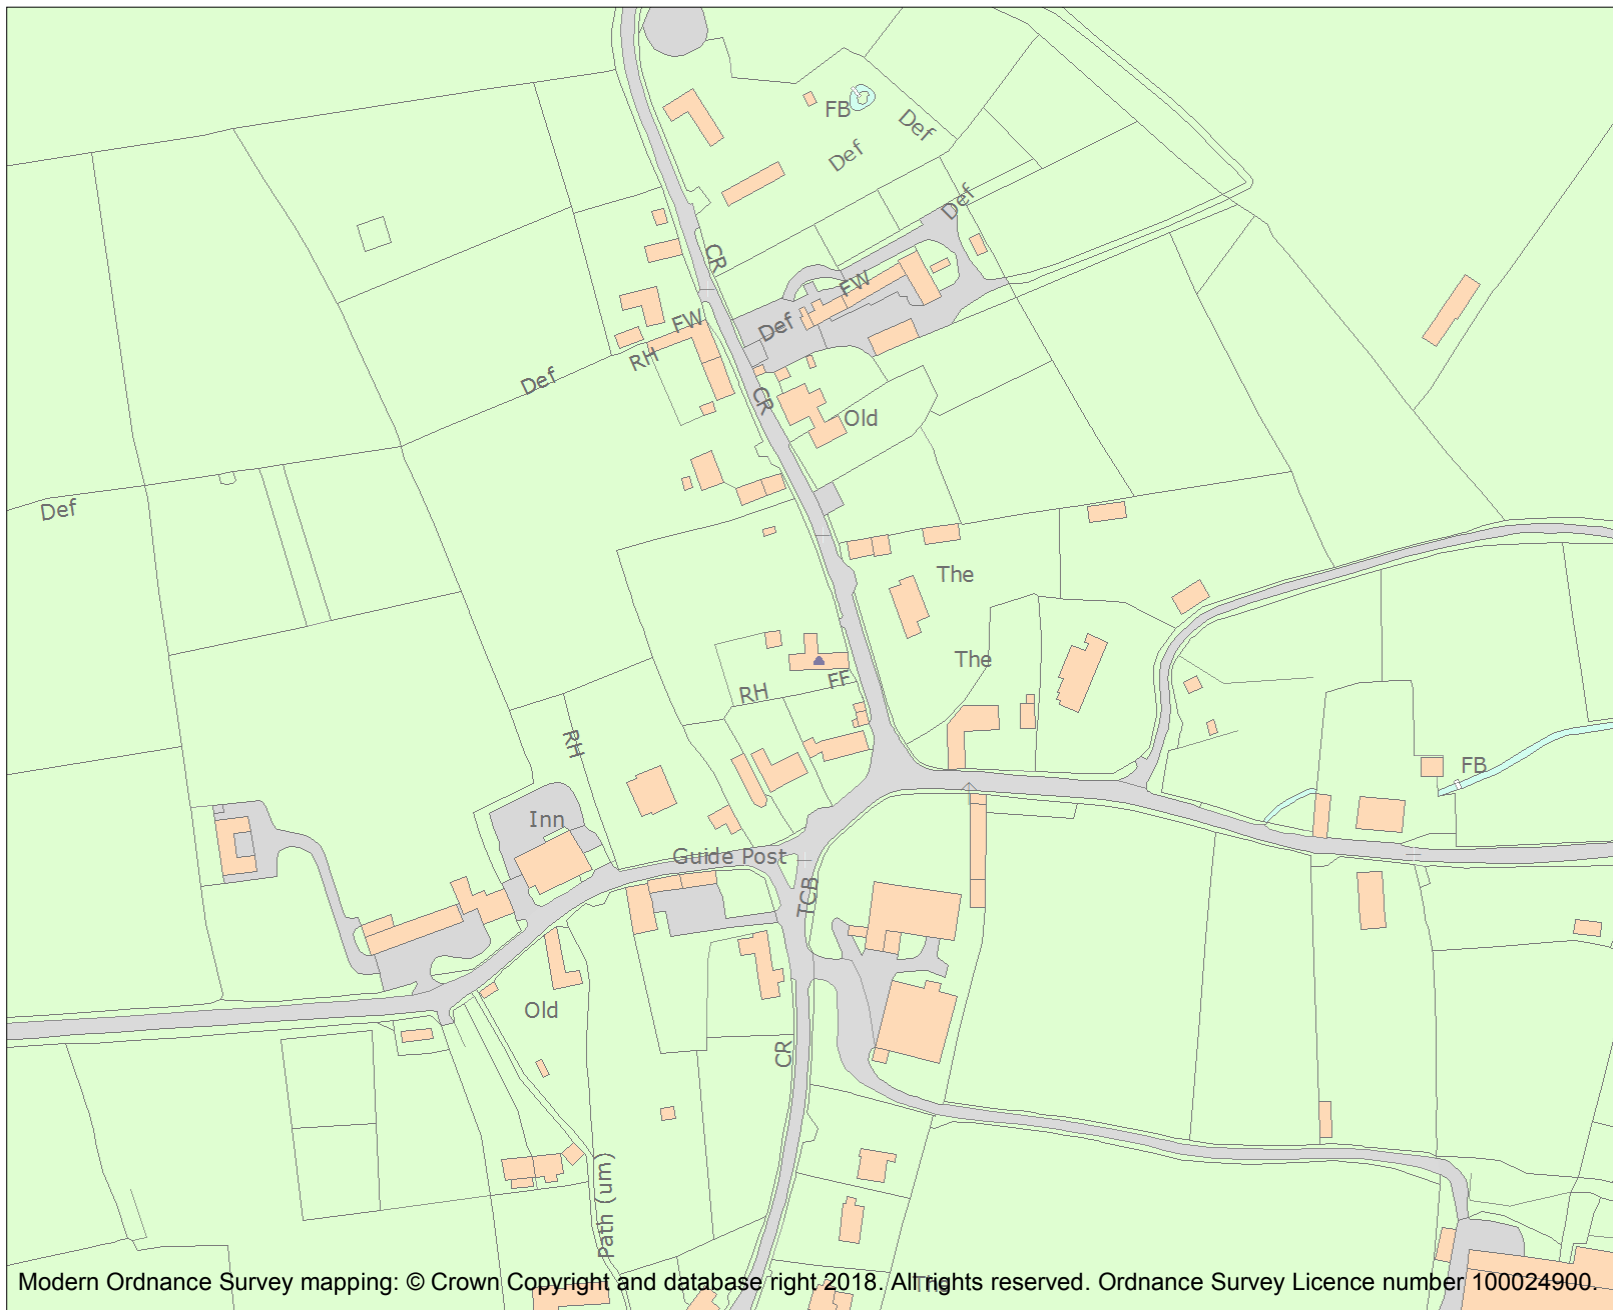 FB
Def
Def
Def
CR
FW
Def
FW
RH
Def
CR
Old
Def
The
The
FF
RH
RH
FB
Inn
Guide Post
TCB
Old
CR
Path (um)
The
Modern Ordnance Survey mapping: © Crown Copyright and database right 2018. All rights reserved. Ordnance Survey Licence number 100024900.